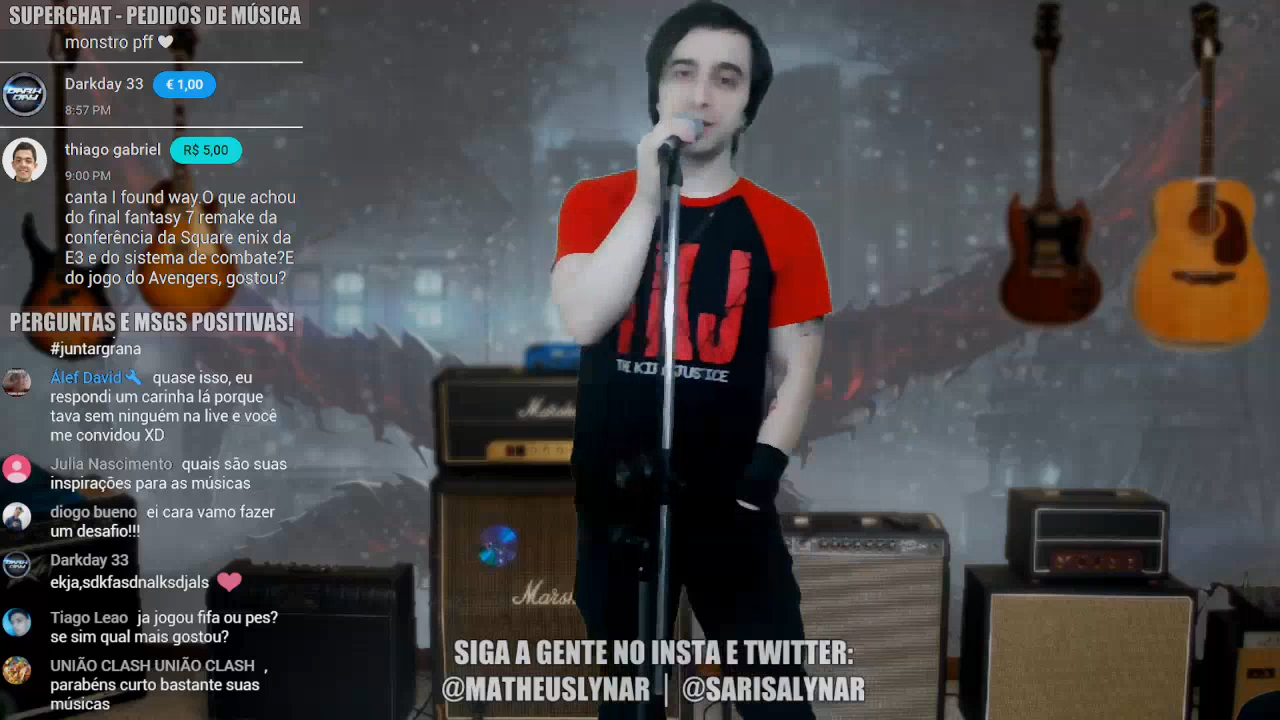 SUPERCHAT - PEDIDOS DE MÚSICA
monstro pff
Darkday 33 € 1,00
8:57 PM
thiago gabriel R$ 5,00
9:00 PM
canta I found way.O que achou
do final fantasy 7 remake da
conferência da Square enix da
E3 e do sistema de combate?E
do jogo do Avengers, gostou?
PERGUNTAS E MSGS POSITIVAS!
#juntargrana
Álef David quase isso, eu
respondi um carinha lá porque
tava sem ninguém na live e você
me convidou XD
Julia Nascimento quais são suas
inspirações para as músicas
diogo bueno ei cara vamo fazer
um desafio!!!
Darkday 33
ekja,sdkfasdnalksdjals
Tiago Leao ja jogou fifa ou pes?
se sim qual mais gostou?
UNIÃO CLASH UNIÃO CLASH ,
parabéns curto bastante suas
músicas
SIGA A GENTE NO INSTA E TWITTER:
@MATHEUSLYNAR | @SARISALYNAR